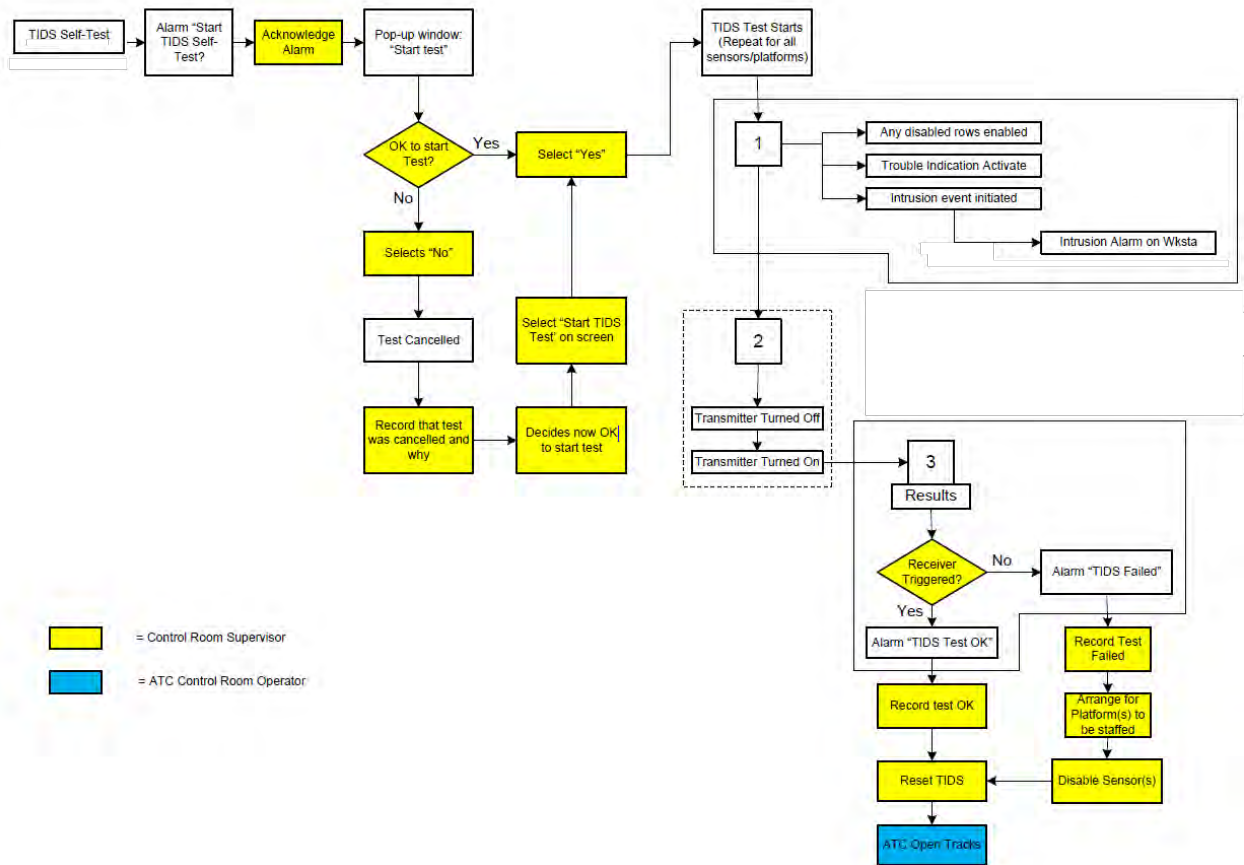 TIDS Self-Test
Alarm “Start
TIDS Self-
Test?
Acknowledge
Alarm
Pop-up window:
“Start test”
TIDS Test Starts
(Repeat for all
sensors/platforms)
OK to start
Test?
Yes
No
Select “Yes”
Selects “No”
Test Cancelled
Record that test
was cancelled and
why
Decides now OK
to start test
Select “Start TIDS
Test” on screen
1
Any disabled rows enabled
Trouble Indication Activate
Intrusion event initiated
Intrusion Alarm on Wksta
2
Transmitter Turned Off
Transmitter Turned On
3
Results
Receiver
Triggered?
No
Yes
Alarm “TIDS Failed”
Alarm “TIDS Test OK”
Record Test
Failed
Arrange for
Platform(s) to
be staffed
Disable Sensor(s)
Record test OK
Reset TIDS
ATC Open Tracks
= Control Room Supervisor
= ATC Control Room Operator